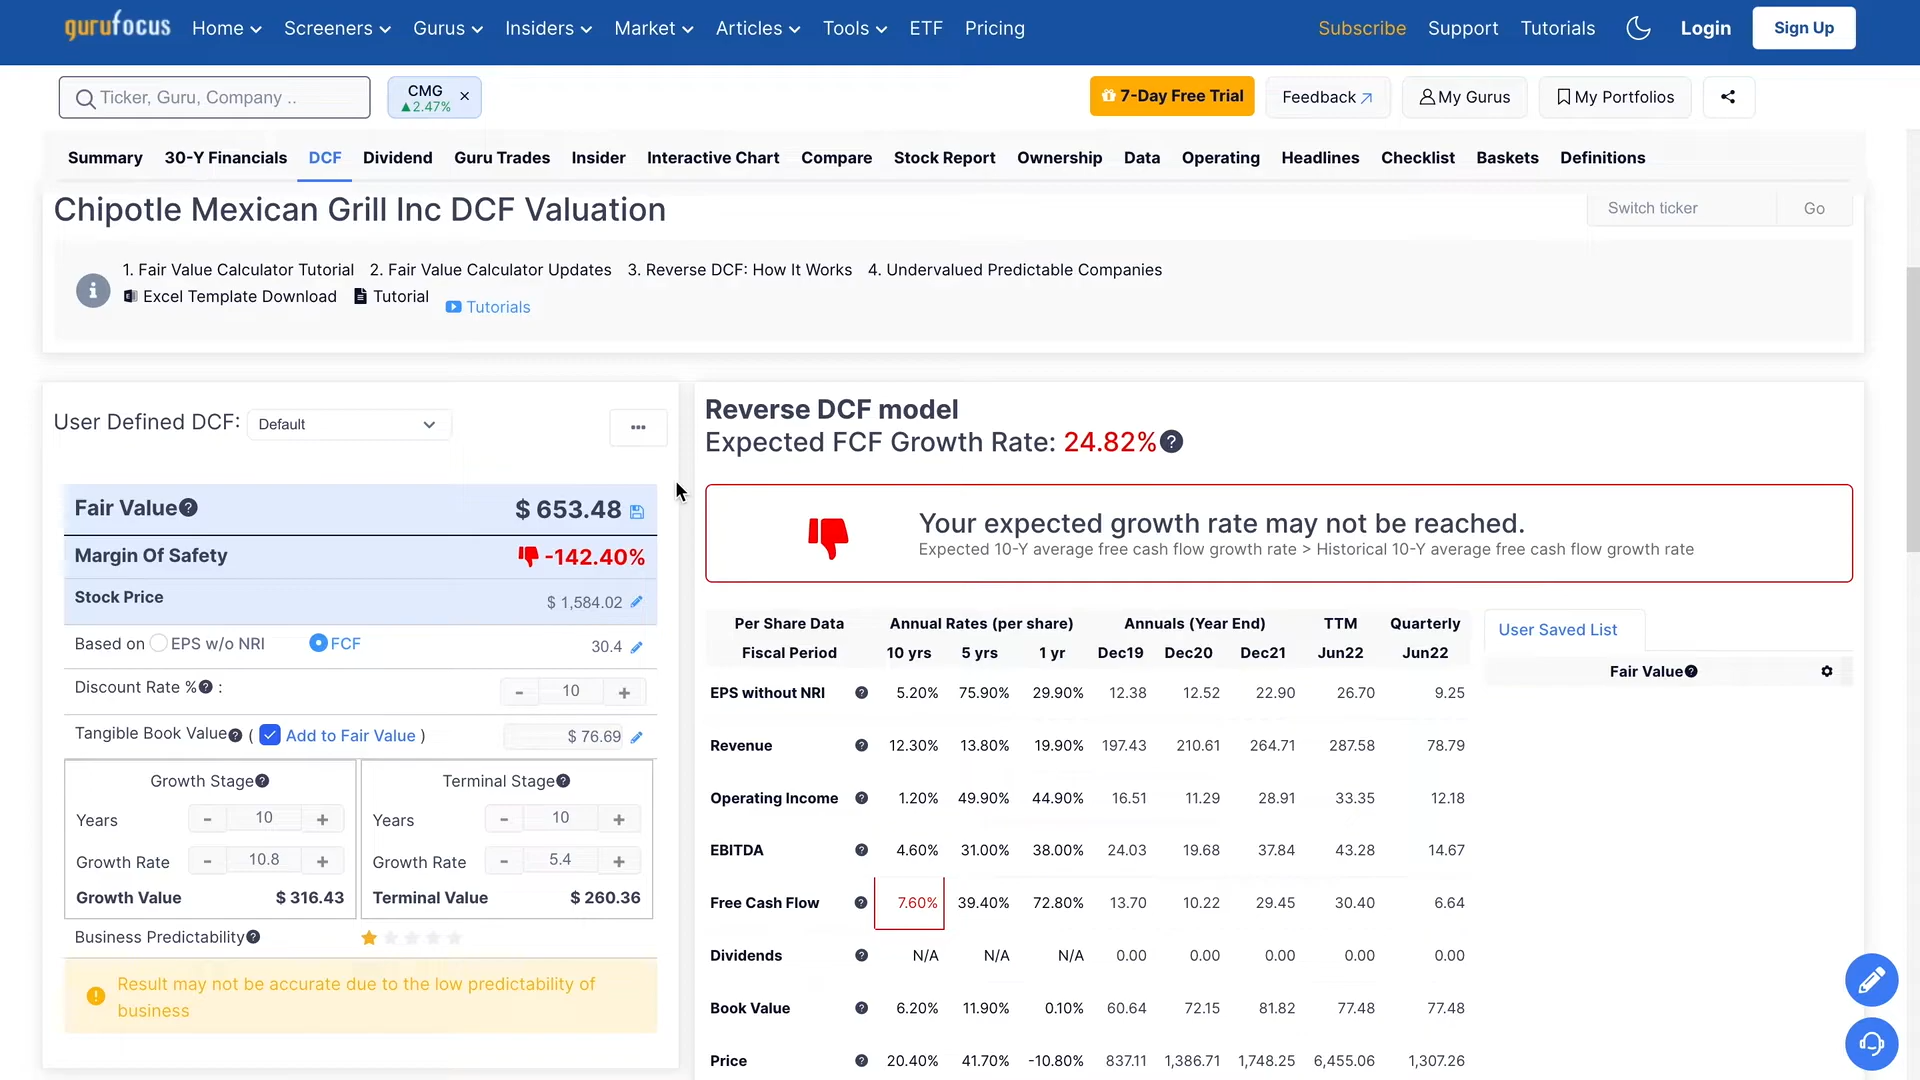 gurufocus Home Screeners Gurus Insiders Market Articles Tools ETF Pricing Subscribe Support Tutorials Login Sign Up
Ticker, Guru, Company .. CMG 2.47% × 7-Day Free Trial Feedback My Gurus My Portfolios
Summary 30-Y Financials DCF Dividend Guru Trades Insider Interactive Chart Compare Stock Report Ownership Data Operating Headlines Checklist Baskets Definitions
Chipotle Mexican Grill Inc DCF Valuation Switch ticker Go
1. Fair Value Calculator Tutorial 2. Fair Value Calculator Updates 3. Reverse DCF: How It Works 4. Undervalued Predictable Companies
Excel Template Download Tutorial Tutorials
User Defined DCF: Default ...
Fair Value $ 653.48
Margin Of Safety -142.40%
Stock Price $ 1,584.02
Based on EPS w/o NRI FCF 30.4
Discount Rate % : - 10 +
Tangible Book Value ( Add to Fair Value ) $ 76.69
Growth Stage
Years - 10 +
Growth Rate - 10.8 +
Growth Value $ 316.43
Terminal Stage
Years - 10 +
Growth Rate - 5.4 +
Terminal Value $ 260.36
Business Predictability
Result may not be accurate due to the low predictability of
business
Reverse DCF model
Expected FCF Growth Rate: 24.82%
Your expected growth rate may not be reached.
Expected 10-Y average free cash flow growth rate > Historical 10-Y average free cash flow growth rate
Per Share Data Annual Rates (per share) Annuals (Year End) TTM Quarterly
Fiscal Period 10 yrs 5 yrs 1 yr Dec19 Dec20 Dec21 Jun22 Jun22
EPS without NRI 5.20% 75.90% 29.90% 12.38 12.52 22.90 26.70 9.25
Revenue 12.30% 13.80% 19.90% 197.43 210.61 264.71 287.58 78.79
Operating Income 1.20% 49.90% 44.90% 16.51 11.29 28.91 33.35 12.18
EBITDA 4.60% 31.00% 38.00% 24.03 19.68 37.84 43.28 14.67
Free Cash Flow 7.60% 39.40% 72.80% 13.70 10.22 29.45 30.40 6.64
Dividends N/A N/A N/A 0.00 0.00 0.00 0.00 0.00
Book Value 6.20% 11.90% 0.10% 60.64 72.15 81.82 77.48 77.48
Price 20.40% 41.70% -10.80% 837.11 1,386.71 1,748.25 6,455.06 1,307.26
User Saved List
Fair Value